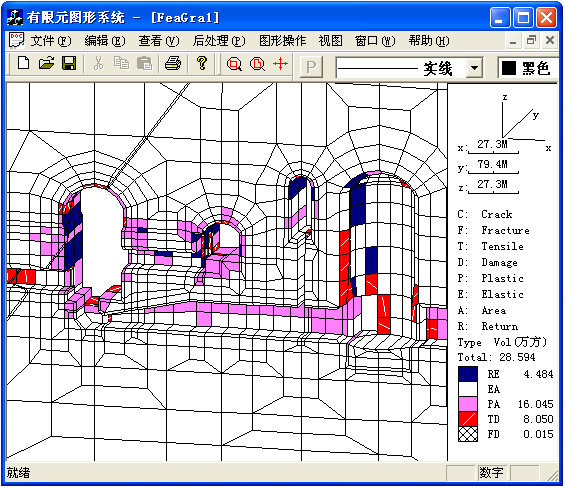 有限元图形系统 - [FeaGra1]
文件(F) 编辑(E) 查看(V) 后处理(P) 图形操作 视图 窗口(W) 帮助(H)
P 实线 黑色
z
y
x
x: 27.3M
y: 79.4M
z: 27.3M
C: Crack
F: Fracture
T: Tensile
D: Damage
P: Plastic
E: Elastic
A: Area
R: Return
Type Vol(万方)
Total: 28.594
RE 4.484
EA
PA 16.045
TD 8.050
FD 0.015
就绪 数字